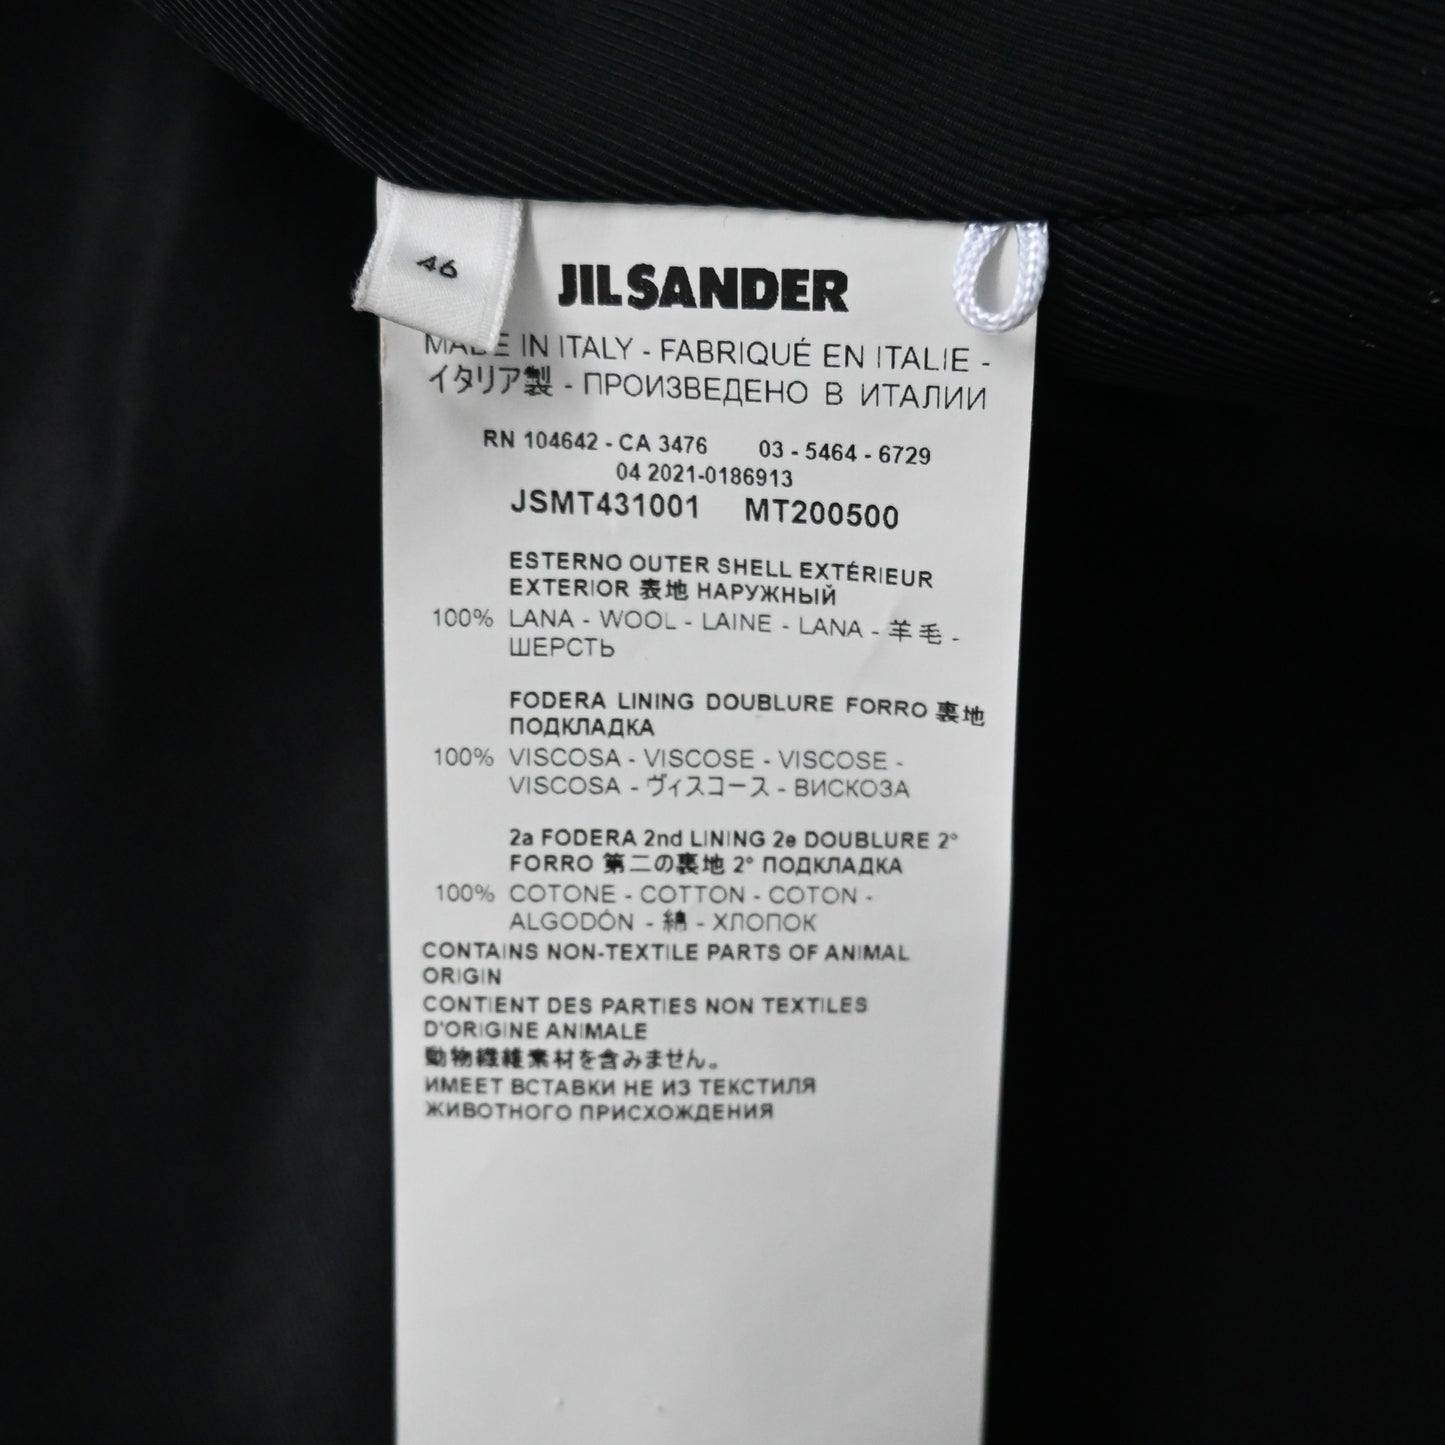 46
JIL SANDER
MADE IN ITALY - FABRIQUÉ EN ITALIE -
イタリア製 - ПРОИЗВЕДЕНО В ИТАЛИИ
RN 104642 - CA 3476 03 - 5464 - 6729
04 2021-0186913
JSMT431001 MT200500
ESTERNO OUTER SHELL EXTÉRIEUR
EXTERIOR 表地 НАРУЖНЫЙ
100% LANA - WOOL - LAINE - LANA - 羊毛 -
ШЕРСТЬ
FODERA LINING DOUBLURE FORRO 裏地
ПОДКЛАДКА
100% VISCOSA - VISCOSE - VISCOSE -
VISCOSA - ヴィスコース - ВИСКОЗА
2a FODERA 2nd LINING 2e DOUBLURE 2°
FORRO 第二の裏地 2° ПОДКЛАДКА
100% COTONE - COTTON - COTON -
ALGODÓN - 綿 - ХЛОПОК
CONTAINS NON-TEXTILE PARTS OF ANIMAL
ORIGIN
CONTIENT DES PARTIES NON TEXTILES
D'ORIGINE ANIMALE
動物繊維素材を含みません。
ИМЕЕТ ВСТАВКИ НЕ ИЗ ТЕКСТИЛЯ
ЖИВОТНОГО ПРИСХОЖДЕНИЯ